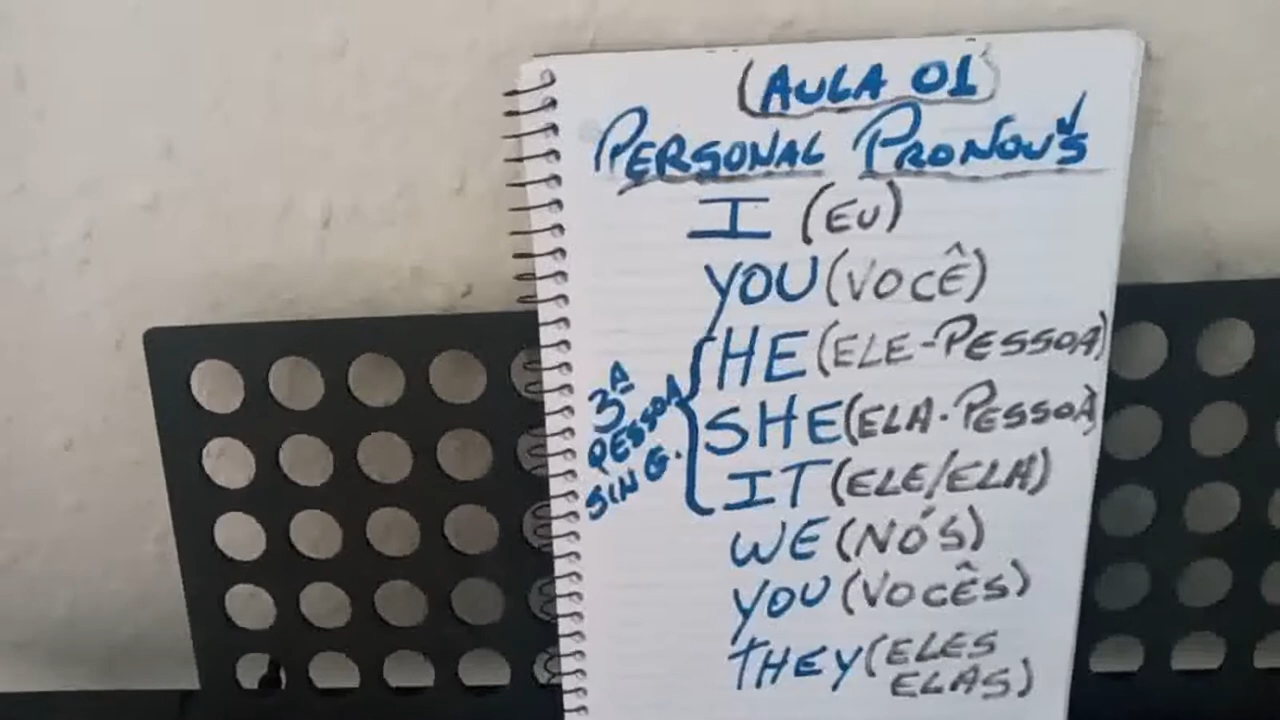 (AULA 01)
PERSONAL PRONOUS
I (EU)
YOU (VOCÊ)
HE (ELE-PESSOA)
SHE (ELA-PESSOA)
IT (ELE/ELA)
3ª
PESSOA
SING.
WE (NÓS)
YOU (VOCÊS)
THEY (ELES
ELAS)